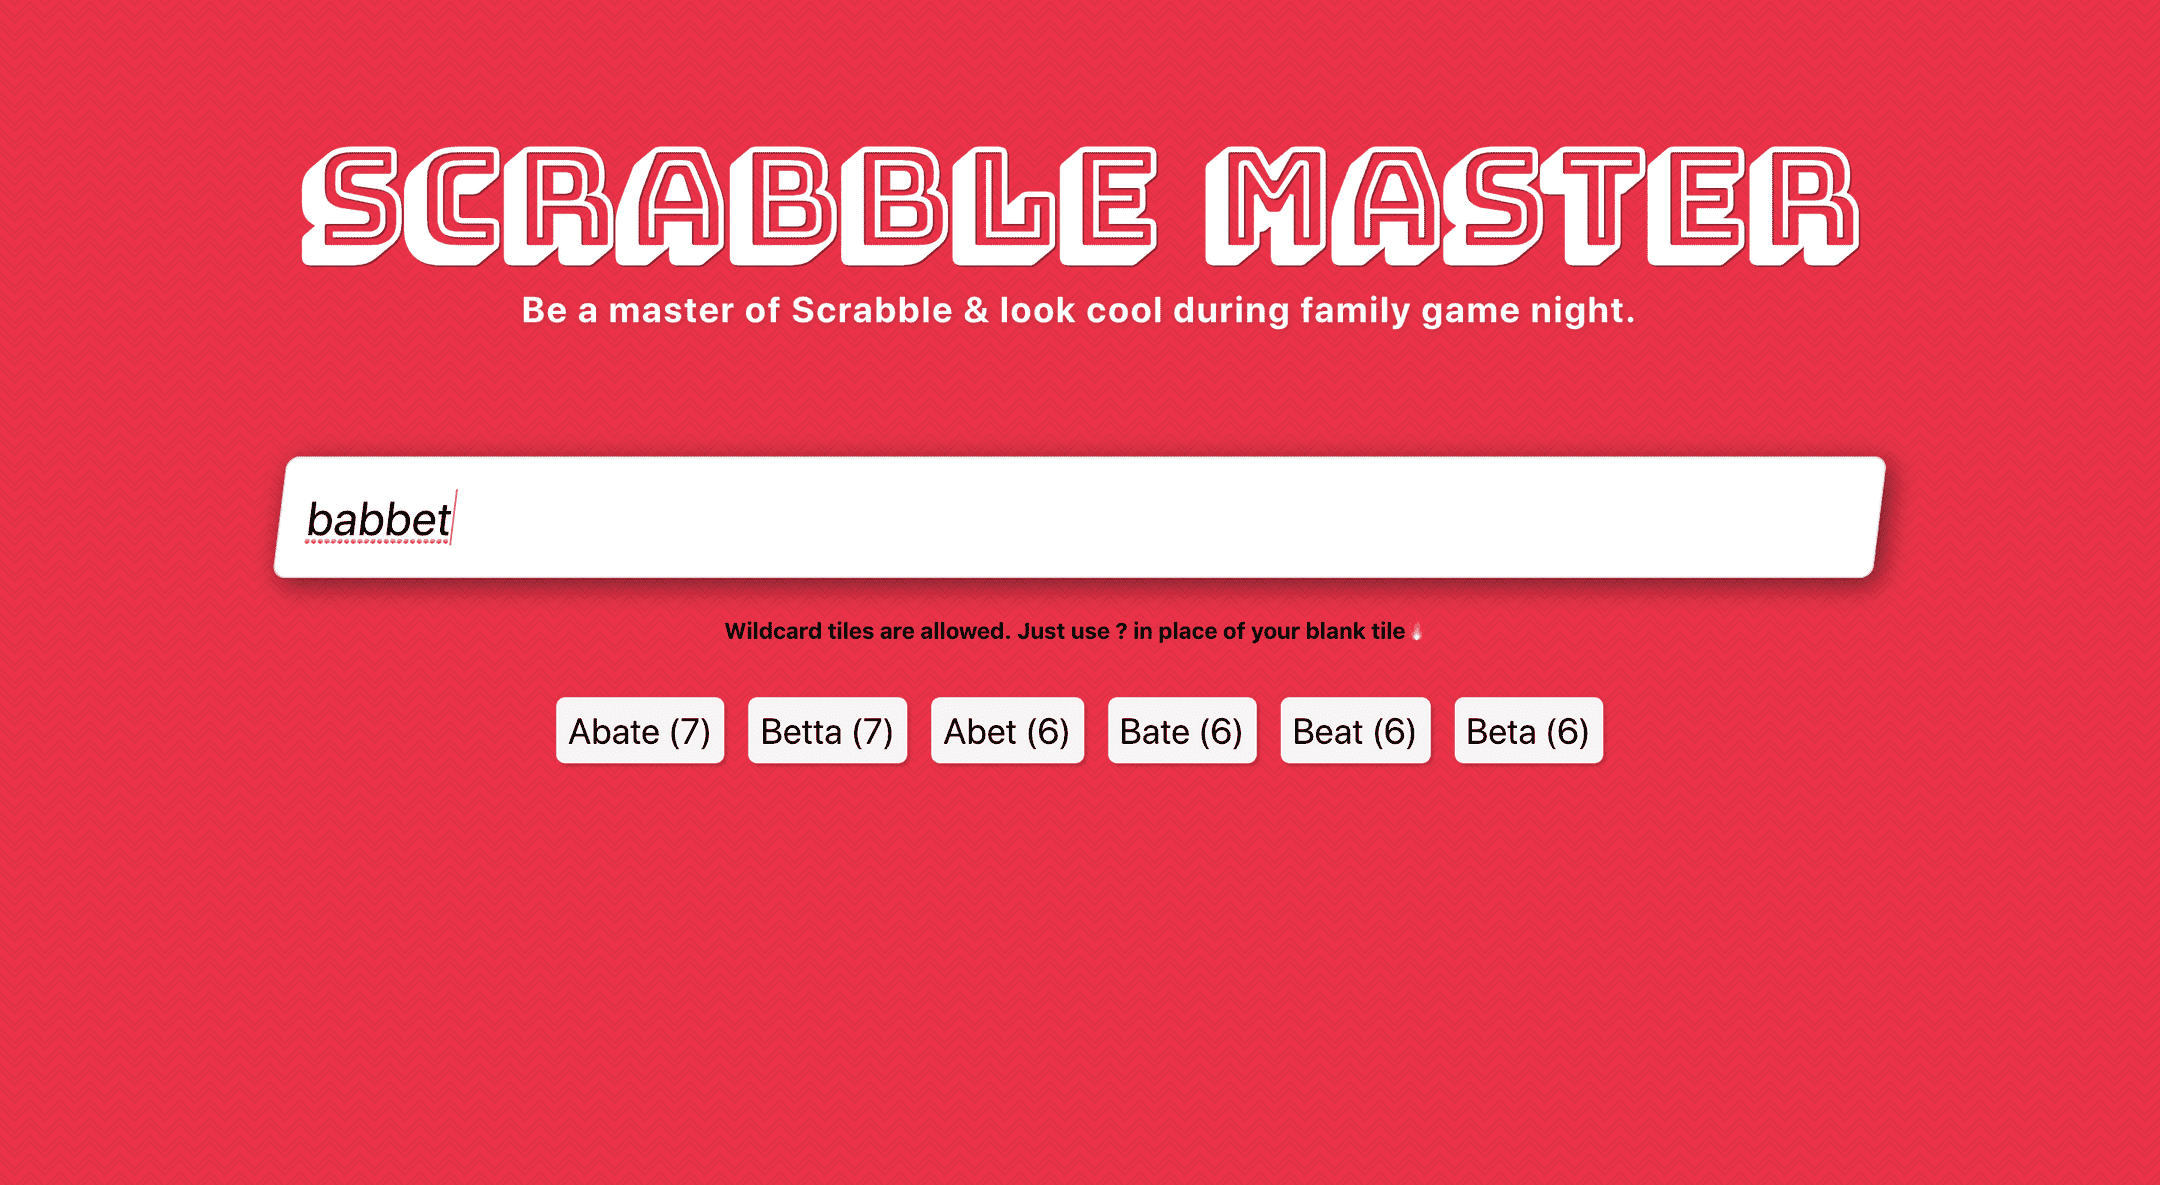 SCRABBLE MASTER
Be a master of Scrabble & look cool during family game night.
babbet
Wildcard tiles are allowed. Just use ? in place of your blank tile
Abate (7) Betta (7) Abet (6) Bate (6) Beat (6) Beta (6)